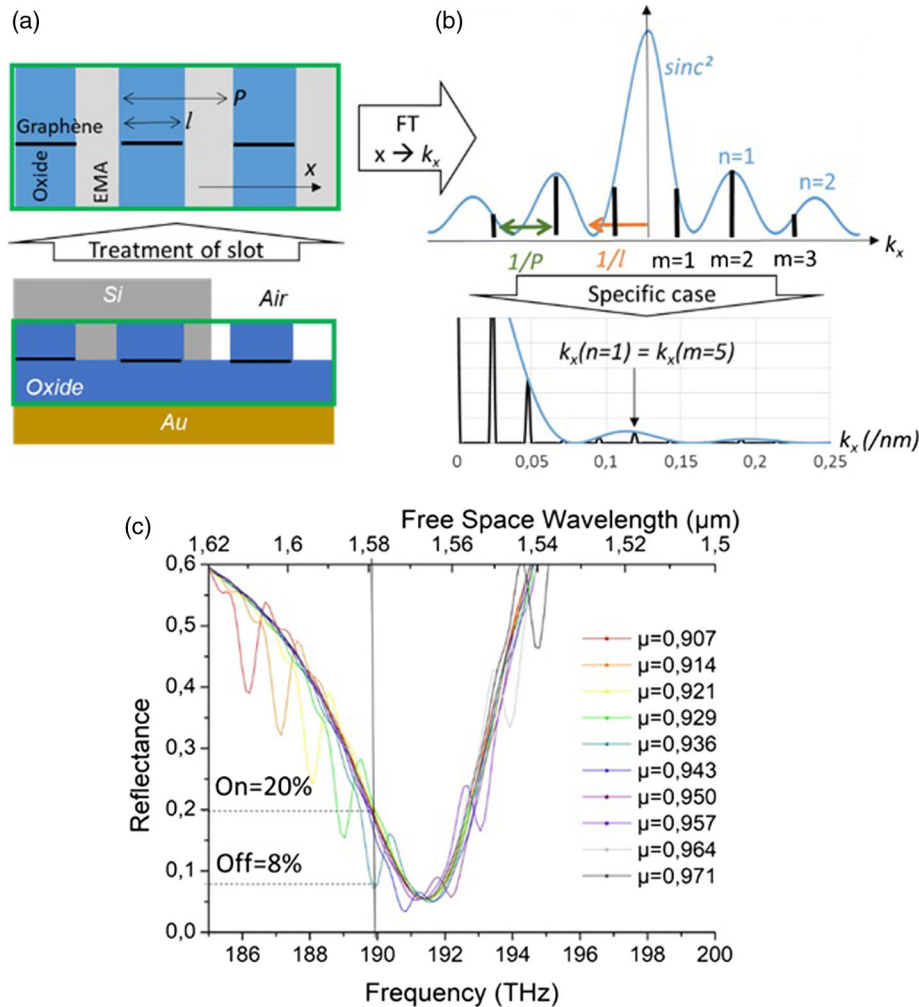 (a)
P
l
Graphène
Oxide
EMA
x
Treatment of slot
Si
Air
Oxide
Au
(b)
FT
x → kₓ
sinc²
n=1
n=2
kₓ
1/P
1/l
m=1
m=2
m=3
Specific case
kₓ(n=1) = kₓ(m=5)
kₓ(/nm)
0
0,05
0,1
0,15
0,2
0,25
(c)
Free Space Wavelength (µm)
1,62
1,6
1,58
1,56
1,54
1,52
1,5
Reflectance
0,6
0,5
0,4
0,3
0,2
0,1
0,0
On=20%
Off=8%
µ=0,907
µ=0,914
µ=0,921
µ=0,929
µ=0,936
µ=0,943
µ=0,950
µ=0,957
µ=0,964
µ=0,971
186
188
190
192
194
196
198
200
Frequency (THz)